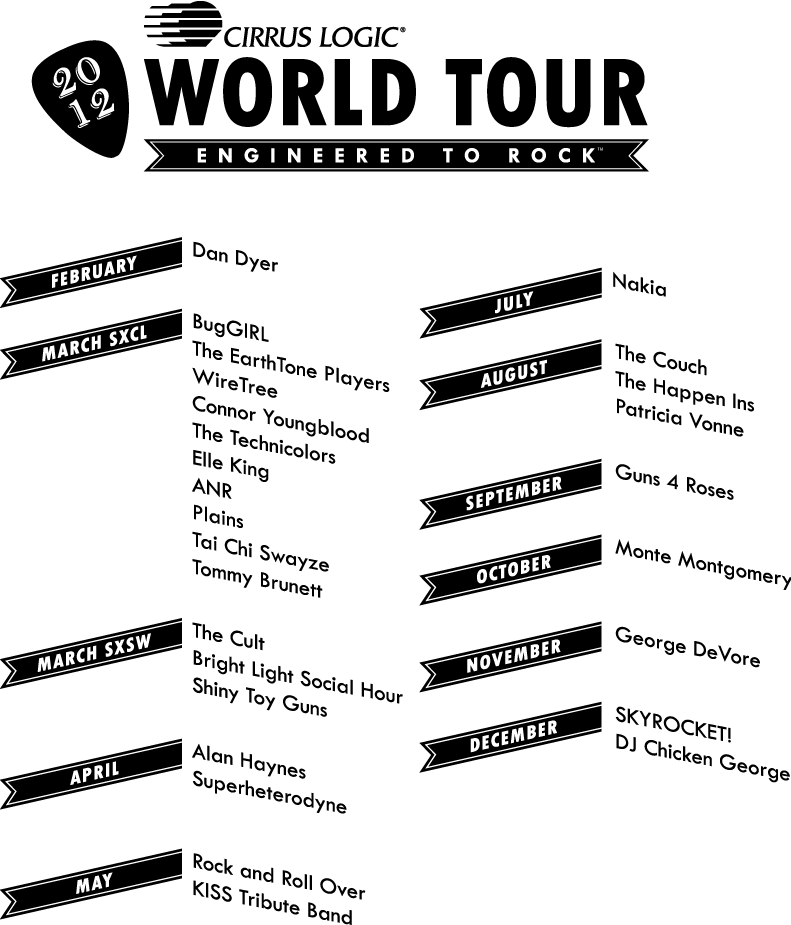 CIRRUS LOGIC®
2012
WORLD TOUR
ENGINEERED TO ROCK™
FEBRUARY
Dan Dyer
MARCH SXCL
BugGIRL
The EarthTone Players
WireTree
Connor Youngblood
The Technicolors
Elle King
ANR
Plains
Tai Chi Swayze
Tommy Brunett
MARCH SXSW
The Cult
Bright Light Social Hour
Shiny Toy Guns
APRIL
Alan Haynes
Superheterodyne
MAY
Rock and Roll Over
KISS Tribute Band
JULY
Nakia
AUGUST
The Couch
The Happen Ins
Patricia Vonne
SEPTEMBER
Guns 4 Roses
OCTOBER
Monte Montgomery
NOVEMBER
George DeVore
DECEMBER
SKYROCKET!
DJ Chicken George